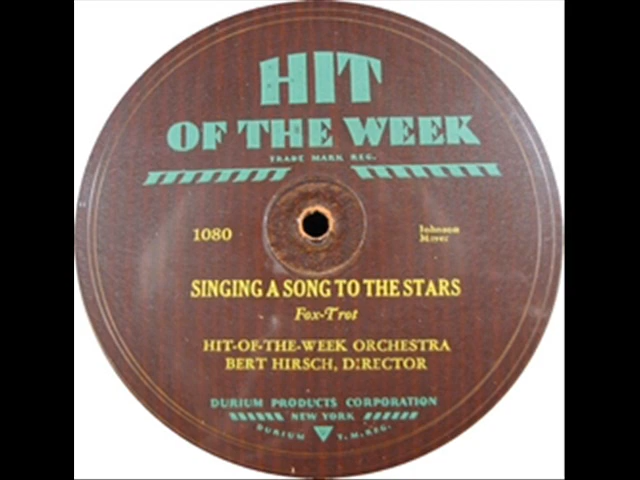 HIT
OF THE WEEK
TRADE MARK REG.
1080
Johnson
Meyer
SINGING A SONG TO THE STARS
Fox-Trot
HIT-OF-THE-WEEK ORCHESTRA
BERT HIRSCH, DIRECTOR
DURIUM PRODUCTS CORPORATION
NEW YORK
DURIUM T.M.REG.